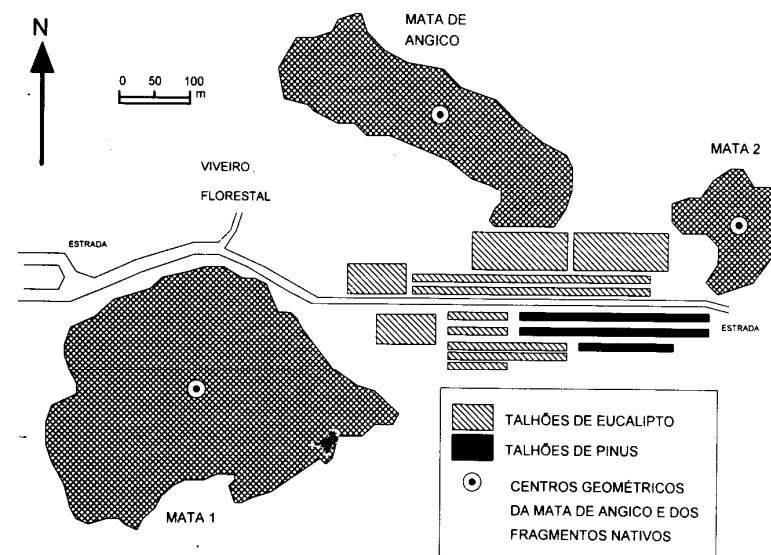 MATA DE
ANGICO
N
0 50 100
m
MATA 2
VIVEIRO
FLORESTAL
ESTRADA
ESTRADA
MATA 1
TALHÕES DE EUCALIPTO
TALHÕES DE PINUS
CENTROS GEOMÉTRICOS
DA MATA DE ANGICO E DOS
FRAGMENTOS NATIVOS